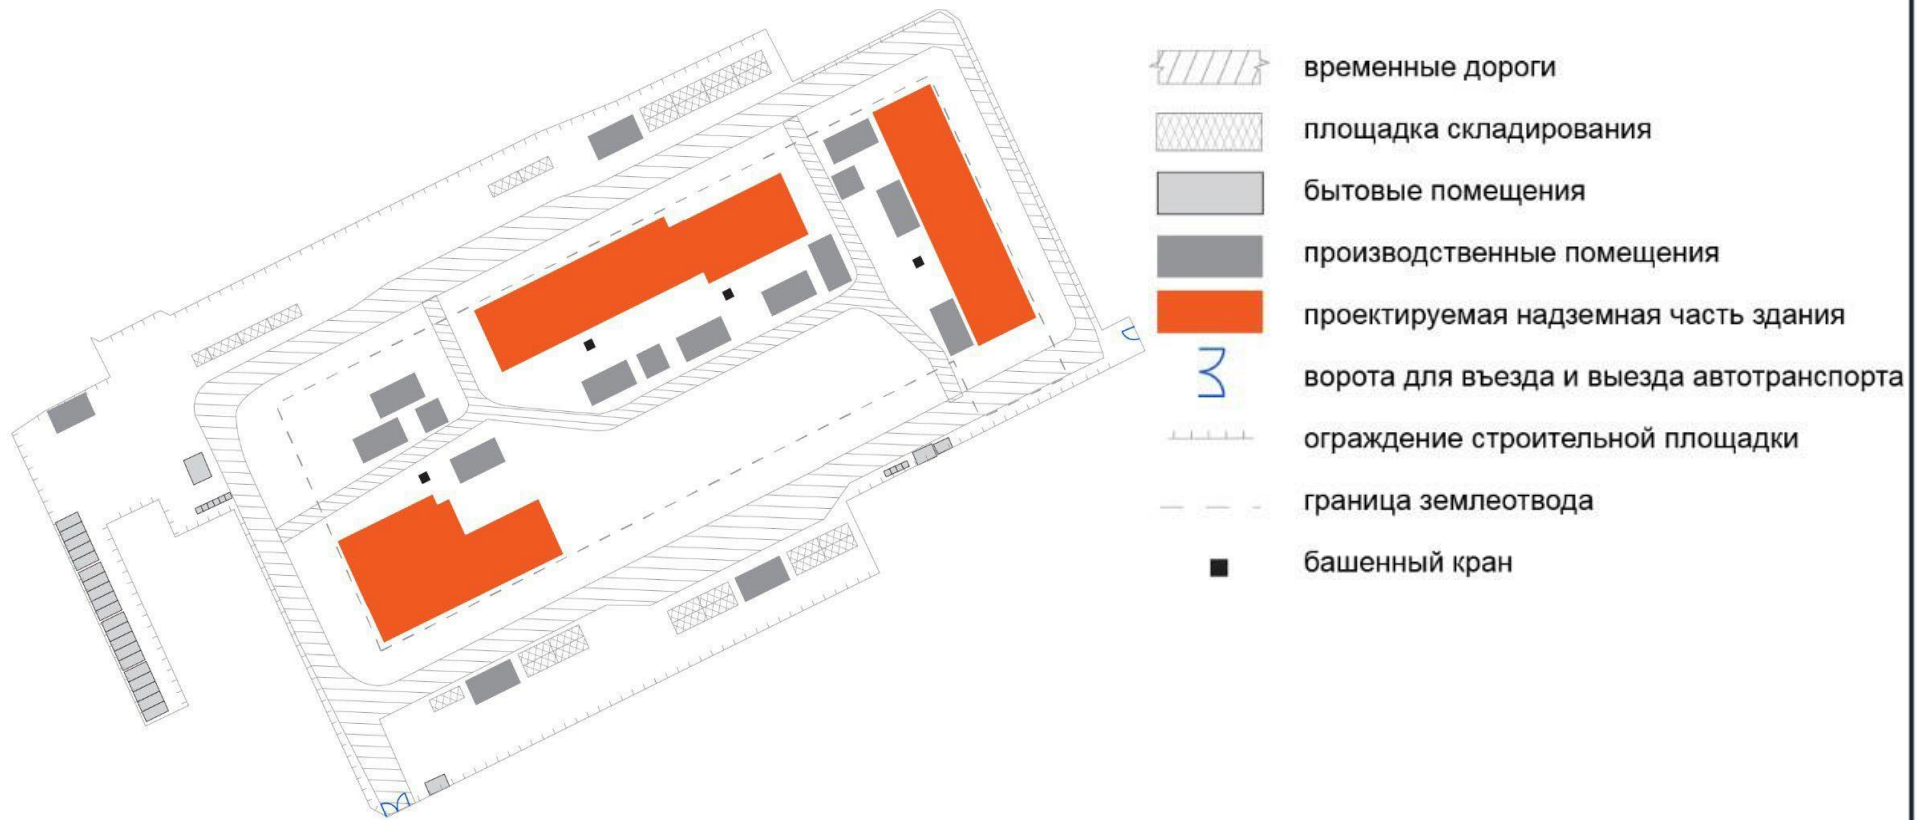 временные дороги
площадка складирования
бытовые помещения
производственные помещения
проектируемая надземная часть здания
ворота для въезда и выезда автотранспорта
ограждение строительной площадки
граница землеотвода
башенный кран